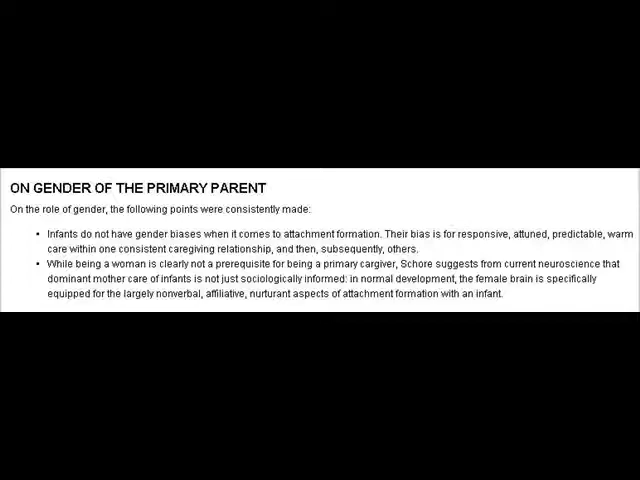 ON GENDER OF THE PRIMARY PARENT
On the role of gender, the following points were consistently made:
• Infants do not have gender biases when it comes to attachment formation. Their bias is for responsive, attuned, predictable, warm
care within one consistent caregiving relationship, and then, subsequently, others.
• While being a woman is clearly not a prerequisite for being a primary cargiver, Schore suggests from current neuroscience that
dominant mother care of infants is not just sociologically informed: in normal development, the female brain is specifically
equipped for the largely nonverbal, affiliative, nurturant aspects of attachment formation with an infant.